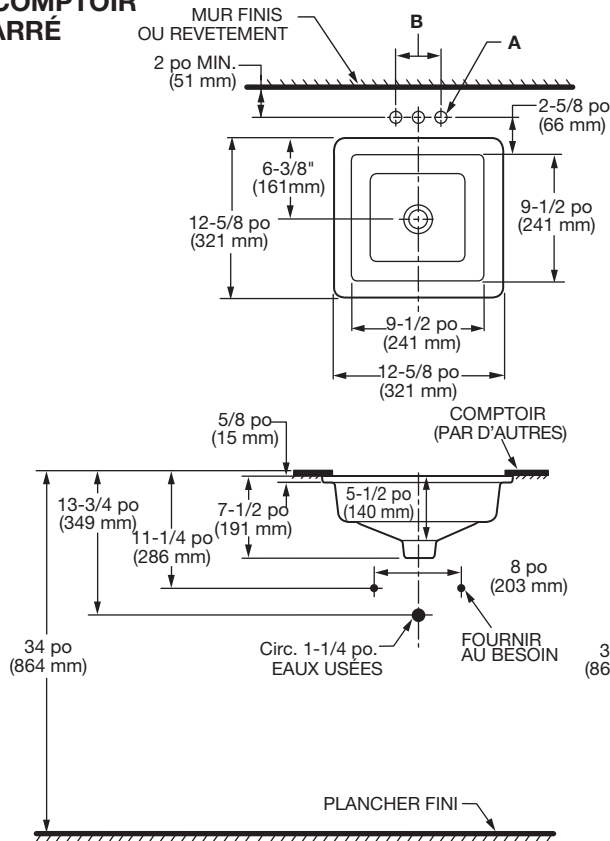 COMPTOIR
ARRÉ
MUR FINIS
OU REVETEMENT
B
A
2 po MIN.
(51 mm)
2-5/8 po
(66 mm)
6-3/8"
(161mm)
12-5/8 po
(321 mm)
9-1/2 po
(241 mm)
9-1/2 po
(241 mm)
12-5/8 po
(321 mm)
5/8 po
(15 mm)
COMPTOIR
(PAR D'AUTRES)
13-3/4 po
(349 mm)
11-1/4 po
(286 mm)
7-1/2 po
(191 mm)
5-1/2 po
(140 mm)
8 po
(203 mm)
34 po
(864 mm)
Circ. 1-1/4 po.
EAUX USÉES
FOURNIR
AU BESOIN
3
(86
PLANCHER FINI